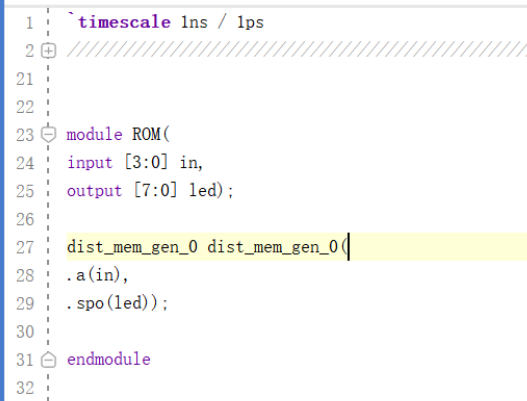 1 `timescale 1ns / 1ps
2 //////////////////////////////////////////////////
21
22
23 module ROM(
24 input [3:0] in,
25 output [7:0] led);
26
27 dist_mem_gen_0 dist_mem_gen_0(
28 .a(in),
29 .spo(led));
30
31 endmodule
32